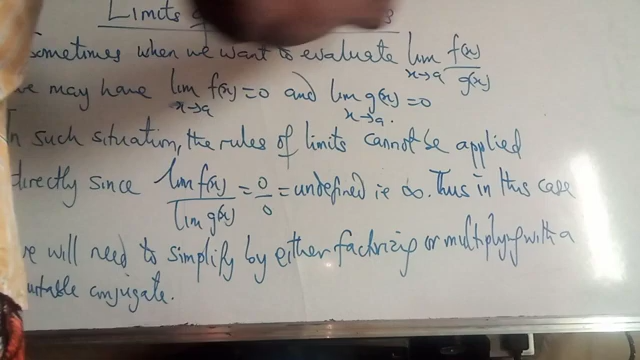 Limits
Sometimes when we want to evaluate lim x→a f(x)/g(x)
we may have lim x→a f(x)=0 and lim x→a g(x)=0
In such situation, the rules of limits cannot be applied
directly since lim f(x)/lim g(x) = 0/0 = undefined ie ∞. Thus in this case
we will need to simplify by either factrizing or multiplying with a
suitable conjugate.